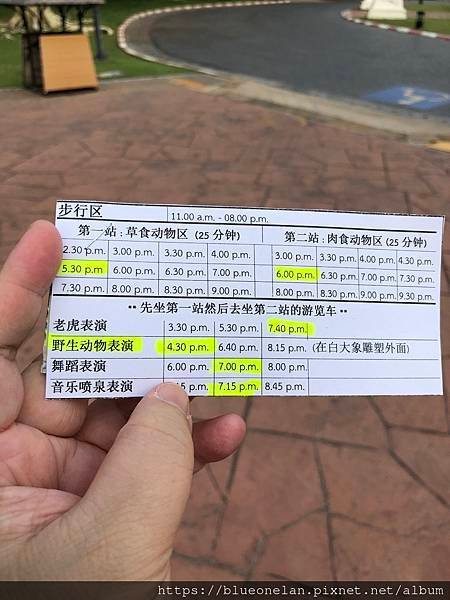 步行区 11.00 a.m. - 08.00 p.m.
第一站 : 草食动物区 (25 分钟) 第二站 : 肉食动物区 (25 分钟)
2.30 p.m. 3.00 p.m. 3.30 p.m. 4.00 p.m. 3.00 p.m. 3.30 p.m. 4.00 p.m. 4.30 p.m.
5.30 p.m 6.00 p.m. 6.30 p.m. 7.00 p.m. 6.00 p.m. 6.30 p.m. 7.00 p.m. 7.30 p.m.
7.30 p.m. 8.00 p.m. 8.30 p.m. 9.00 p.m. 8.00 p.m. 8.30 p.m. 9.00 p.m. 9.30 p.m.
** 先坐第一站然后去坐第二站的游览车 **
老虎表演 3.30 p.m. 5.30 p.m. 7.40 p.m.
野生动物表演 4.30 p.m. 6.40 p.m. 8.15 p.m. (在白大象雕塑外面)
舞蹈表演 6.00 p.m. 7.00 p.m. 8.00 p.m.
音乐喷泉表演 p.m. 7.15 p.m. 8.45 p.m.
https://blueonelan.pixnet.net/album